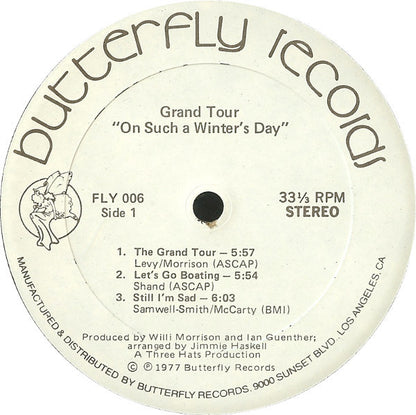 butterfly records
Grand Tour
"On Such a Winter's Day"
FLY 006
Side 1
33⅓ RPM
STEREO
1. The Grand Tour — 5:57
Levy/Morrison (ASCAP)
2. Let's Go Boating — 5:54
Shand (ASCAP)
3. Still I'm Sad — 6:03
Samwell-Smith/McCarty (BMI)
Produced by Willi Morrison and Ian Guenther;
arranged by Jimmie Haskell
A Three Hats Production
© ℗ 1977 Butterfly Records
MANUFACTURED & DISTRIBUTED BY BUTTERFLY RECORDS. 9000 SUNSET BLVD., LOS ANGELES, CA